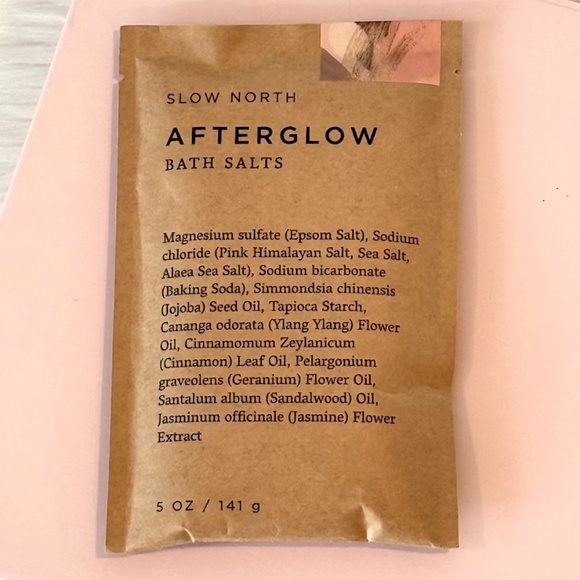 SLOW NORTH
AFTERGLOW
BATH SALTS
Magnesium sulfate (Epsom Salt), Sodium
chloride (Pink Himalayan Salt, Sea Salt,
Alaea Sea Salt), Sodium bicarbonate
(Baking Soda), Simmondsia chinensis
(Jojoba) Seed Oil, Tapioca Starch,
Cananga odorata (Ylang Ylang) Flower
Oil, Cinnamomum Zeylanicum
(Cinnamon) Leaf Oil, Pelargonium
graveolens (Geranium) Flower Oil,
Santalum album (Sandalwood) Oil,
Jasminum officinale (Jasmine) Flower
Extract
5 OZ / 141 g